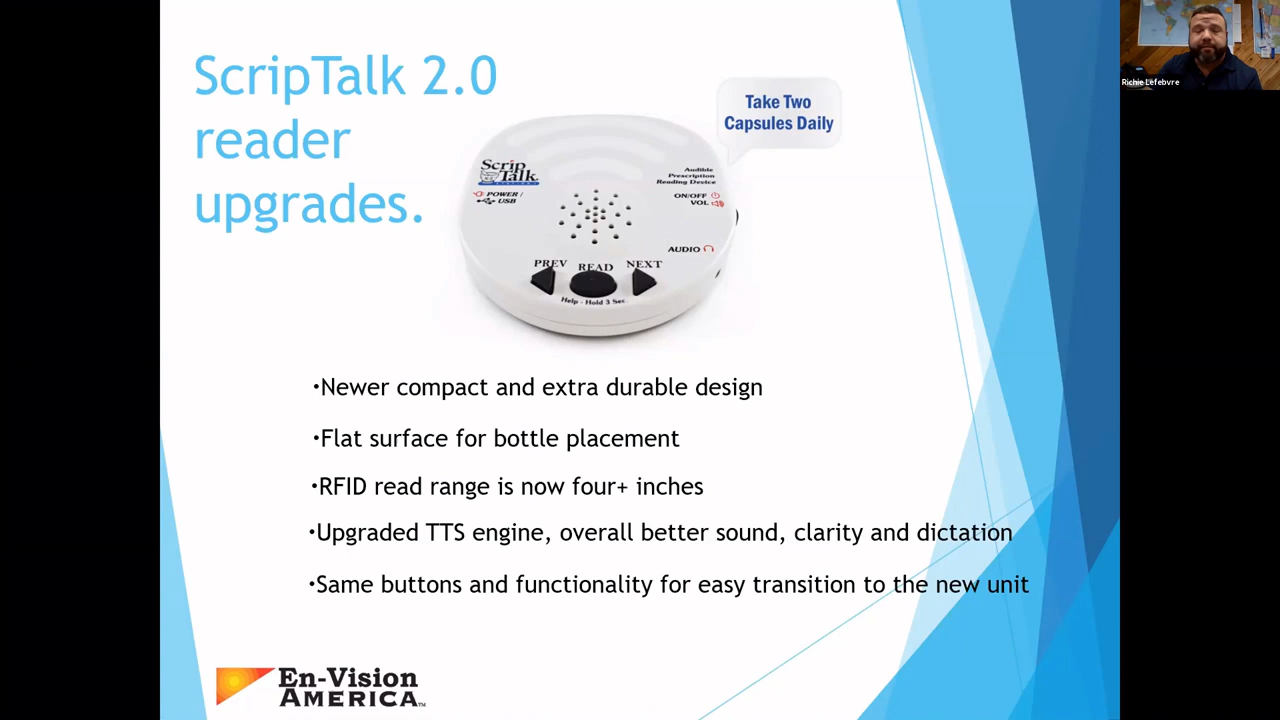 ScripTalk 2.0
reader
upgrades.
Take Two
Capsules Daily
Scrip
Talk
POWER /
USB
Audible
Prescription
Reading Device
ON/OFF
VOL
AUDIO
PREV READ NEXT
Help - Hold 3 Sec
•Newer compact and extra durable design
•Flat surface for bottle placement
•RFID read range is now four+ inches
•Upgraded TTS engine, overall better sound, clarity and dictation
•Same buttons and functionality for easy transition to the new unit
En-Vision
AMERICA™
Richie Lefebvre